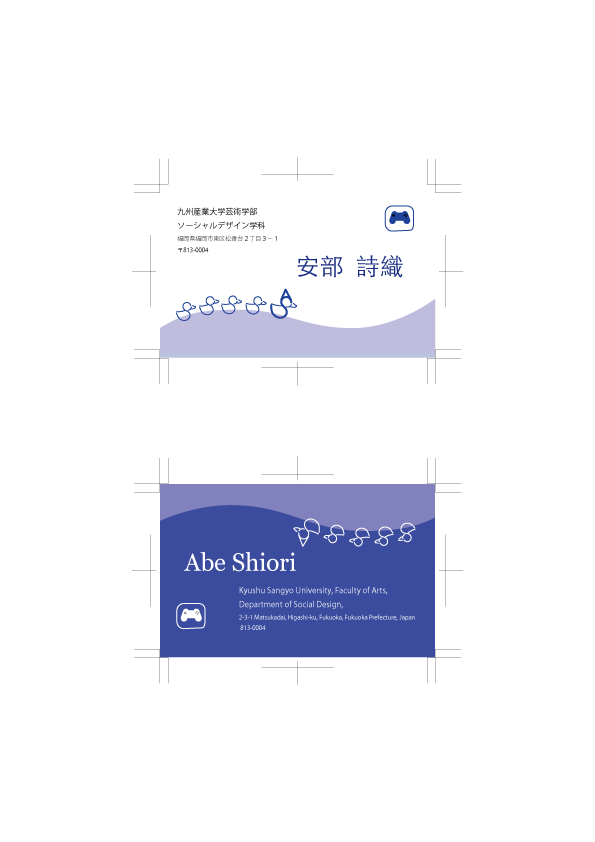 九州産業大学芸術学部
ソーシャルデザイン学科
福岡県福岡市東区松香台２丁目３－１
〒813-0004
安部 詩織
A
Abe Shiori
Kyushu Sangyo University, Faculty of Arts,
Department of Social Design,
2-3-1 Matsukadai, Higashi-ku, Fukuoka, Fukuoka Prefecture, Japan
813-0004